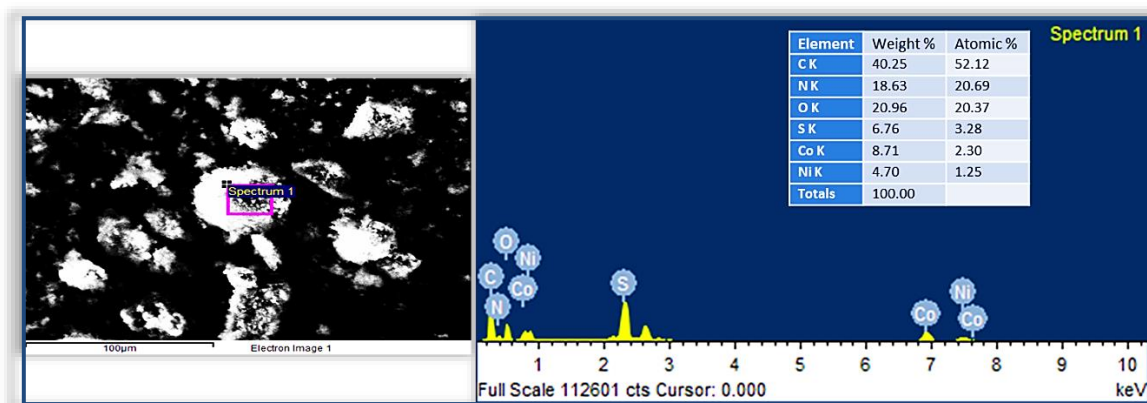 Spectrum 1
100µm
Electron Image 1
Spectrum 1
Element Weight % Atomic %
C K 40.25 52.12
N K 18.63 20.69
O K 20.96 20.37
S K 6.76 3.28
Co K 8.71 2.30
Ni K 4.70 1.25
Totals 100.00
O
Ni
C
Co
N
S
Co
Ni
Co
1 2 3 4 5 6 7 8 9 10
Full Scale 112601 cts Cursor: 0.000 keV